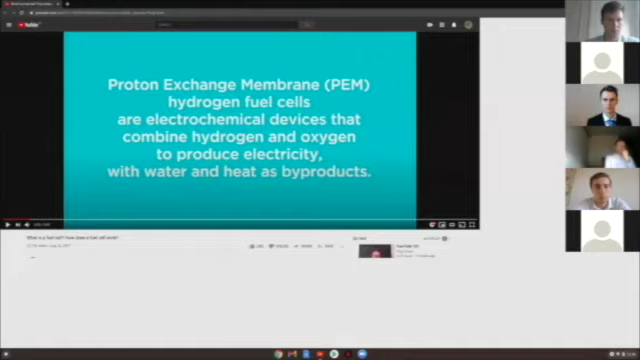 YouTube
Proton Exchange Membrane (PEM)
hydrogen fuel cells
are electrochemical devices that
combine hydrogen and oxygen
to produce electricity,
with water and heat as byproducts.
What is a fuel cell? How does a fuel cell work?